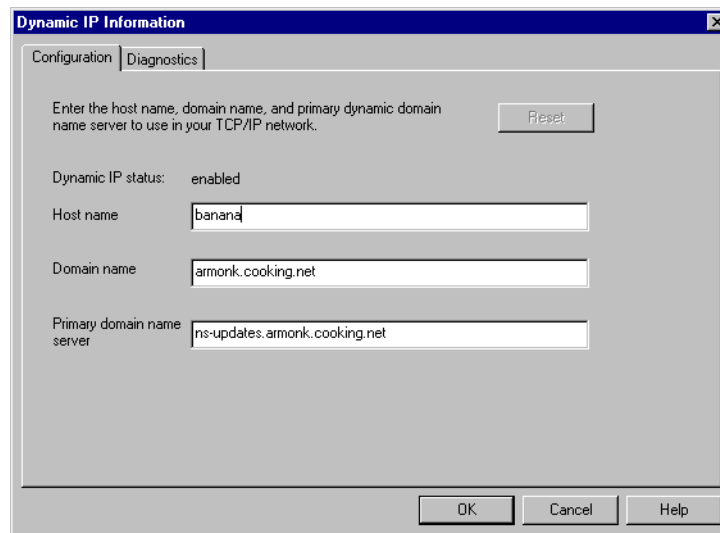 Dynamic IP Information
Configuration
Diagnostics
Enter the host name, domain name, and primary dynamic domain
name server to use in your TCP/IP network.
Reset
Dynamic IP status: enabled
Host name banana
Domain name armonk.cooking.net
Primary domain name
server
ns-updates.armonk.cooking.net
OK Cancel Help